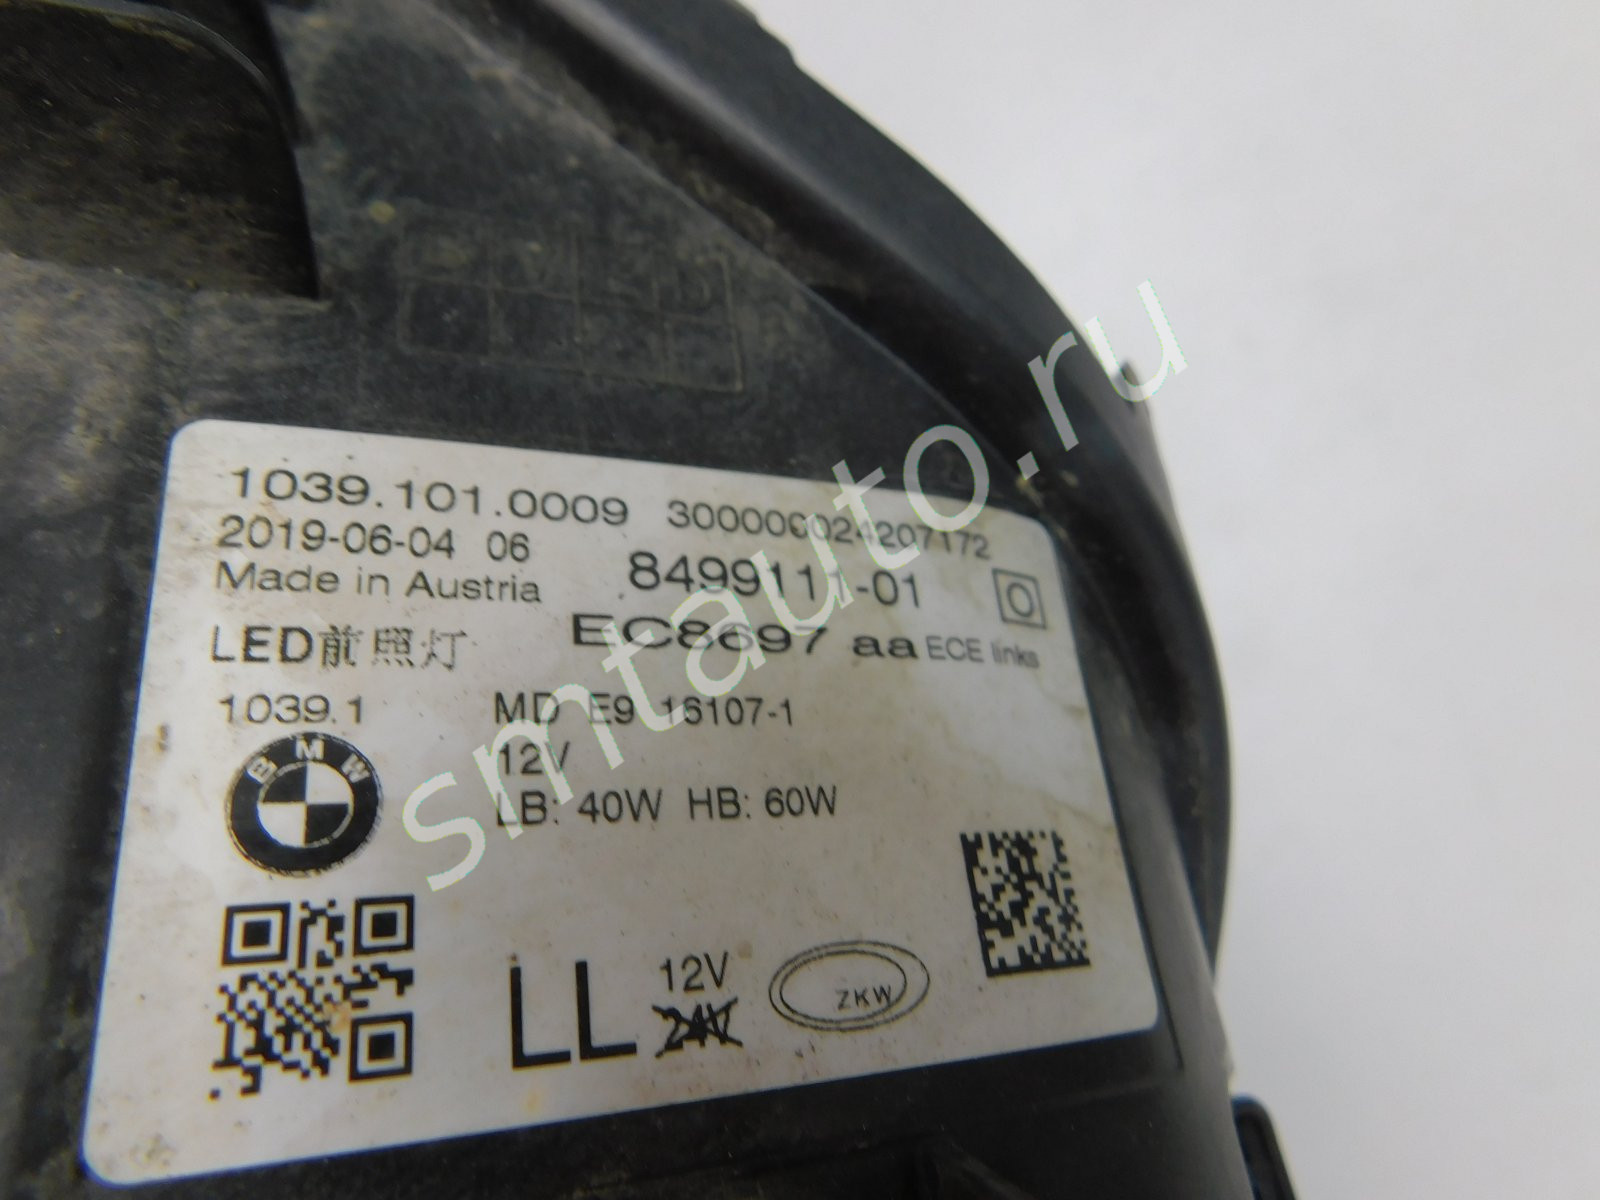 1039.101.0009 300000024207172
2019-06-04 06
8499111-01 O
Made in Austria
LED前照灯 EC8697 aa ECE links
1039.1 MD E9 16107-1
BMW
12V
LB: 40W HB: 60W
LL 12V
24V
ZKW
smtauto.ru